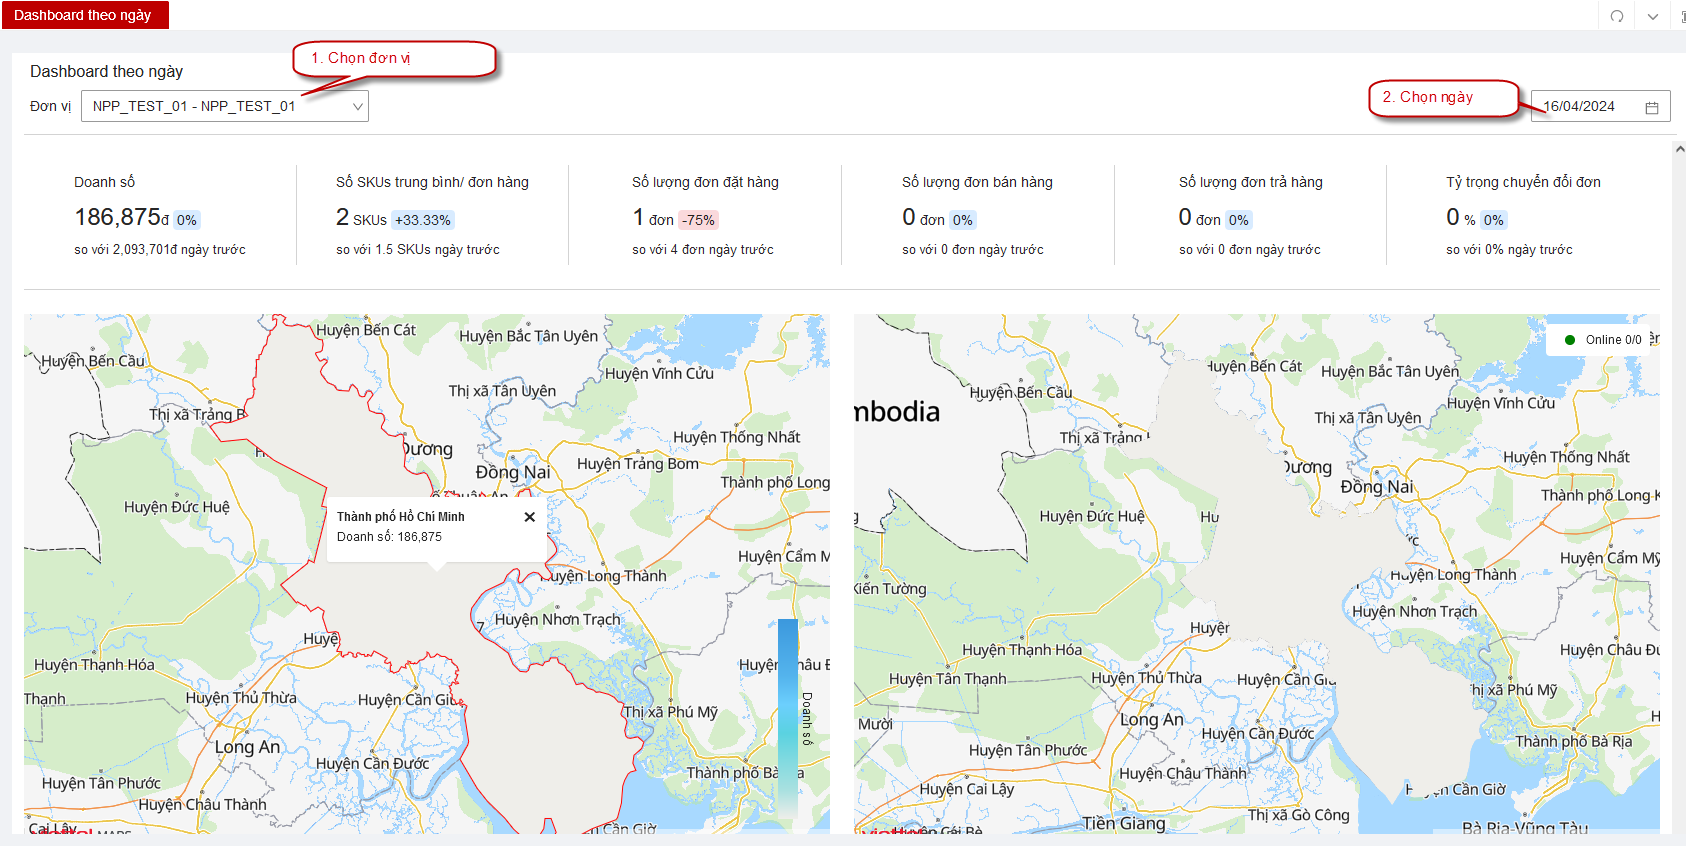 Dashboard theo ngày
1. Chọn đơn vị
Dashboard theo ngày
Đơn vị
NPP_TEST_01 - NPP_TEST_01
2. Chọn ngày
16/04/2024
Doanh số
186,875đ 0%
so với 2,093,701đ ngày trước
Số SKUs trung bình/ đơn hàng
2 SKUs +33.33%
so với 1.5 SKUs ngày trước
Số lượng đơn đặt hàng
1 đơn -75%
so với 4 đơn ngày trước
Số lượng đơn bán hàng
0 đơn 0%
so với 0 đơn ngày trước
Số lượng đơn trả hàng
0 đơn 0%
so với 0 đơn ngày trước
Tỷ trọng chuyển đổi đơn
0 % 0%
so với 0% ngày trước
Huyện Bến Cát
Huyện Bắc Tân Uyên
Huyện Bến Cầu
Huyện Vĩnh Cửu
Thị xã Tân Uyên
Thị xã Trảng B
Dương
Huyện Thống Nhất
Đồng Nai
Huyện Trảng Bom
Thành phố Long
Huyện Đức Huệ
Thành phố Hồ Chí Minh
Doanh số: 186,875
Huyện Cẩm M
Huyện Long Thành
Huyện Nhơn Trạch
7
Huyệ
Huyện Thạnh Hóa
Huyện Châu Đ
Thạnh
Huyện Thủ Thừa
Huyện Cần Giu
Doanh số
Thị xã Phú Mỹ
Long An
Huyện Cần Đước
Huyện Tân Phước
Thành phố Bà Rịa
Huyện Châu Thành
Cai Lậy
viettel MAPS
Cần Giờ
Online 0/0
Huyện Bến Cát
Huyện Bắc Tân Uyên
Huyện Bến Cầu
mbodia
Huyện Vĩnh Cửu
Thị xã Tân Uyên
Thị xã Trảng
Dương
Huyện Thống Nhất
Đồng Nai
Thành phố Long K
Huyện Đức Huệ
Hu
Huyện Cẩm Mỹ
Huyện Long Thành
Kiến Tường
Huyện Nhơn Trạch
Huyện
Huyện Thạnh Hóa
Huyện Châu Đu
Huyện Tân Thạnh
Huyện Thủ Thừa
Huyện Cần Giu
Thị xã Phú Mỹ
Mười
Long An
Huyện Cần Đước
Huyện Tân Phước
Thành phố Bà Rịa
H
Huyện Châu Thành
Huyện Cai Lậy
Huyện Cần Giờ
Thị xã Gò Công
Tiền Giang
Bà Rịa-Vũng Tàu
viettel
Huyện Cái Bè